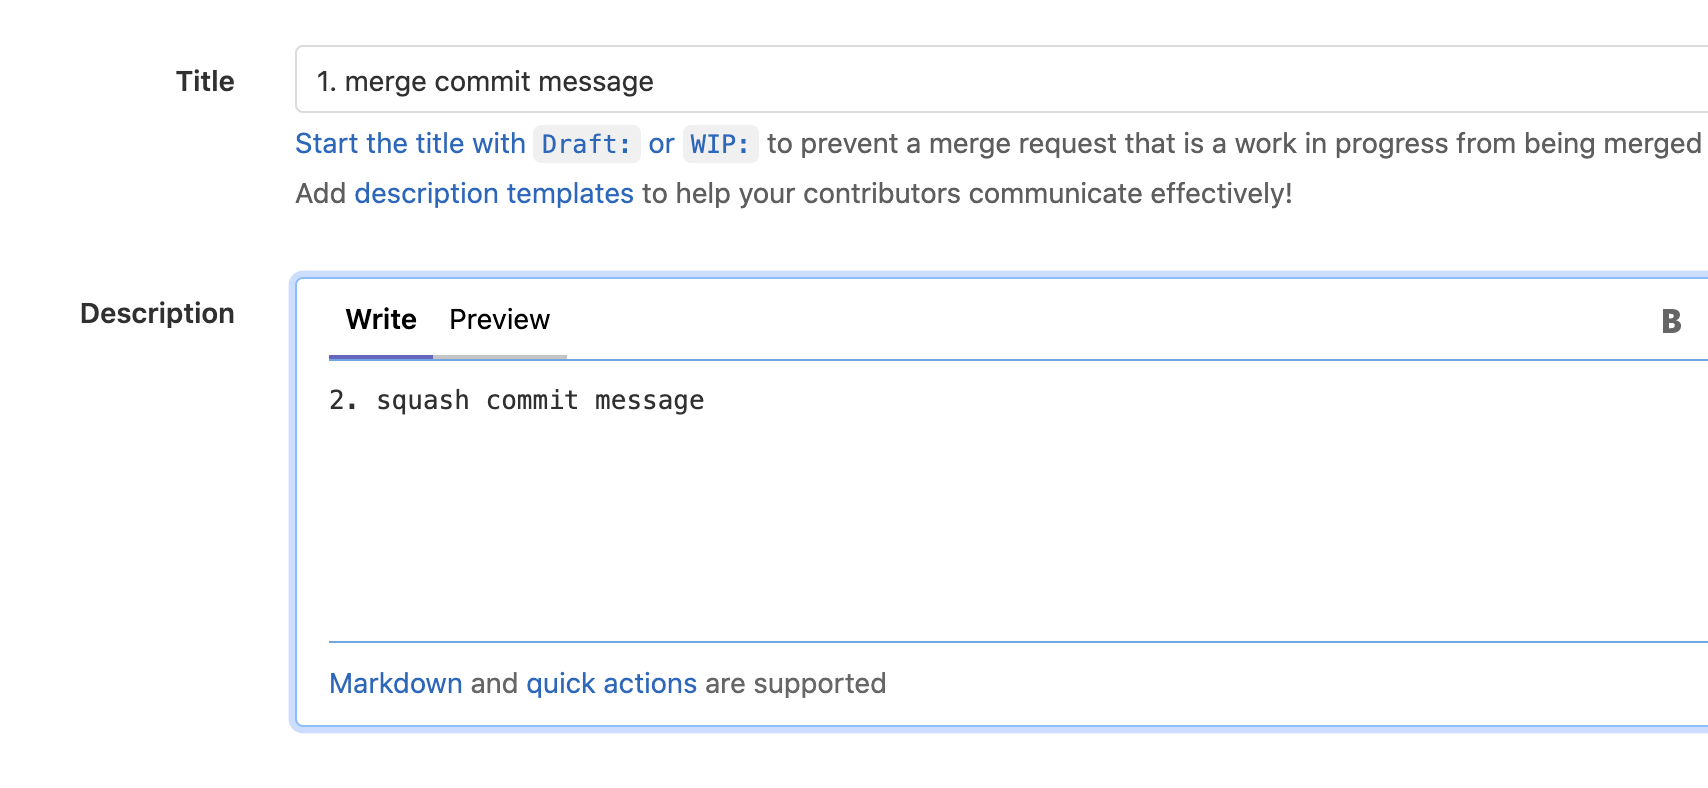 Title
1. merge commit message
Start the title with Draft: or WIP: to prevent a merge request that is a work in progress from being merged
Add description templates to help your contributors communicate effectively!
Description
Write Preview B
2. squash commit message
Markdown and quick actions are supported